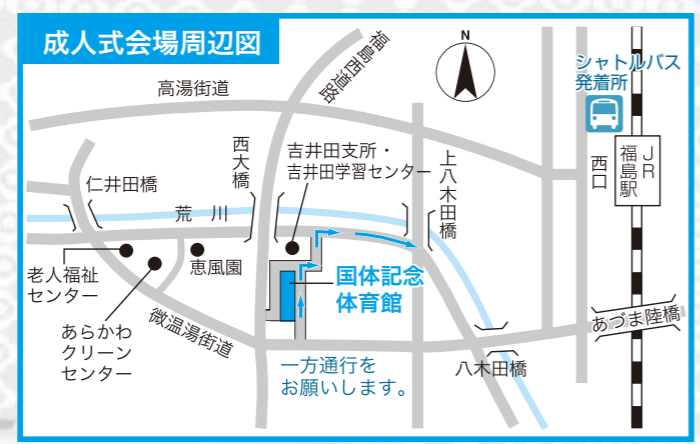 成人式会場周辺図
福島西道路
N
シャトルバス
発着所
高湯街道
西大橋
吉井田支所・
吉井田学習センター
上八木田橋
西口
JR
福島駅
仁井田橋
荒川
恵風園
老人福祉
センター
国体記念
体育館
あらかわ
クリーン
センター
微温湯街道
あづま陸橋
一方通行を
お願いします。
八木田橋